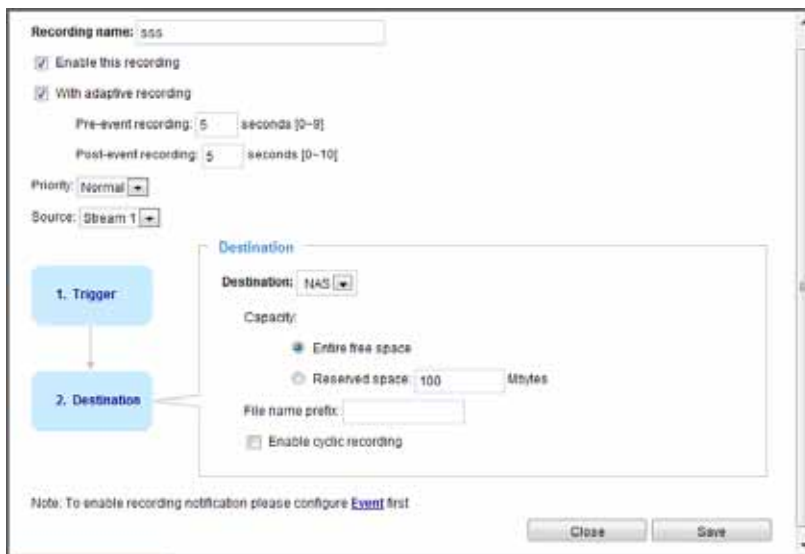 Recording name: sss
Enable this recording
With adaptive recording
Pre-event recording: 5 seconds [0~9]
Post-event recording: 5 seconds [0~10]
Priority: Normal
Source: Stream 1
Destination
1. Trigger
Destination: NAS
Capacity:
Entire free space
Reserved space: 100 Mbytes
2. Destination
File name prefix:
Enable cyclic recording
Note: To enable recording notification please configure Event first
Close Save